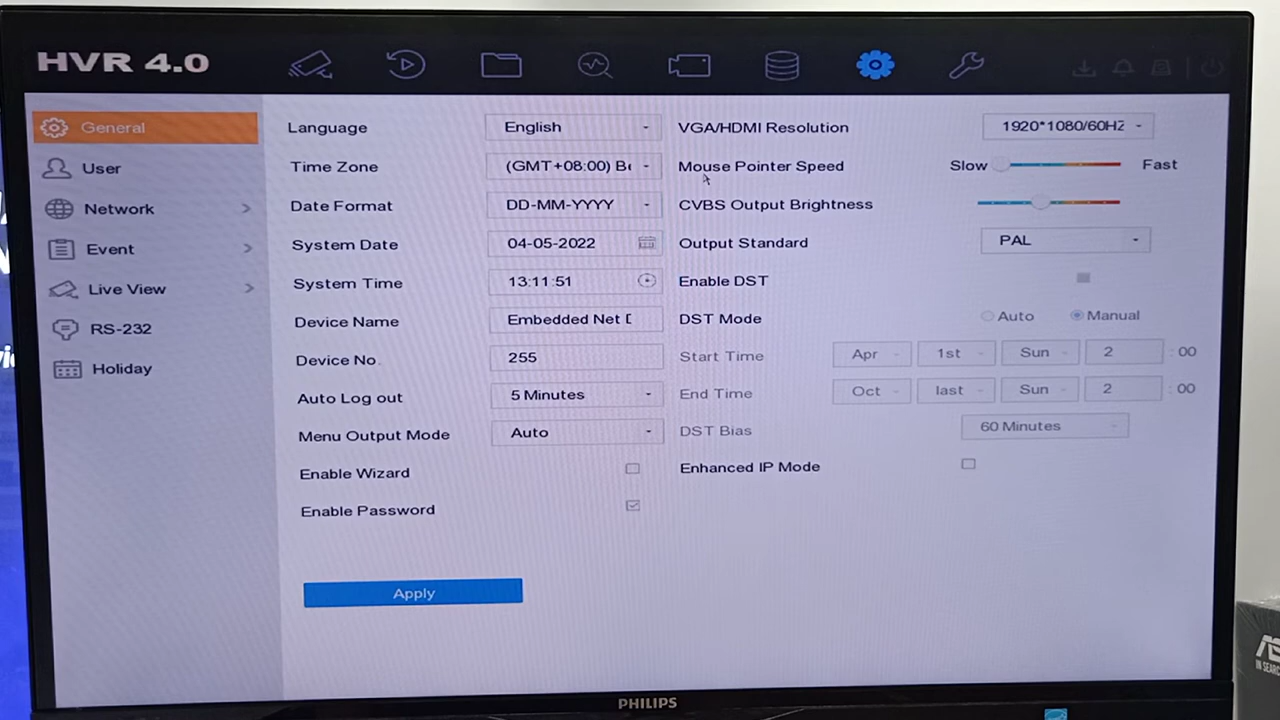 HVR 4.0
General
User
Network
Event
Live View
RS-232
Holiday
Language English
Time Zone (GMT+08:00)
Date Format DD-MM-YYYY
System Date 04-05-2022
System Time 13:11:51
Device Name Embedded Net
Device No. 255
Auto Log out 5 Minutes
Menu Output Mode Auto
Enable Wizard
Enable Password
Apply
VGA/HDMI Resolution 1920*1080/60HZ
Mouse Pointer Speed Slow Fast
CVBS Output Brightness
Output Standard PAL
Enable DST
DST Mode Auto Manual
Start Time Apr 1st Sun 2 : 00
End Time Oct last Sun 2 : 00
DST Bias 60 Minutes
Enhanced IP Mode
PHILIPS
IN SEARC